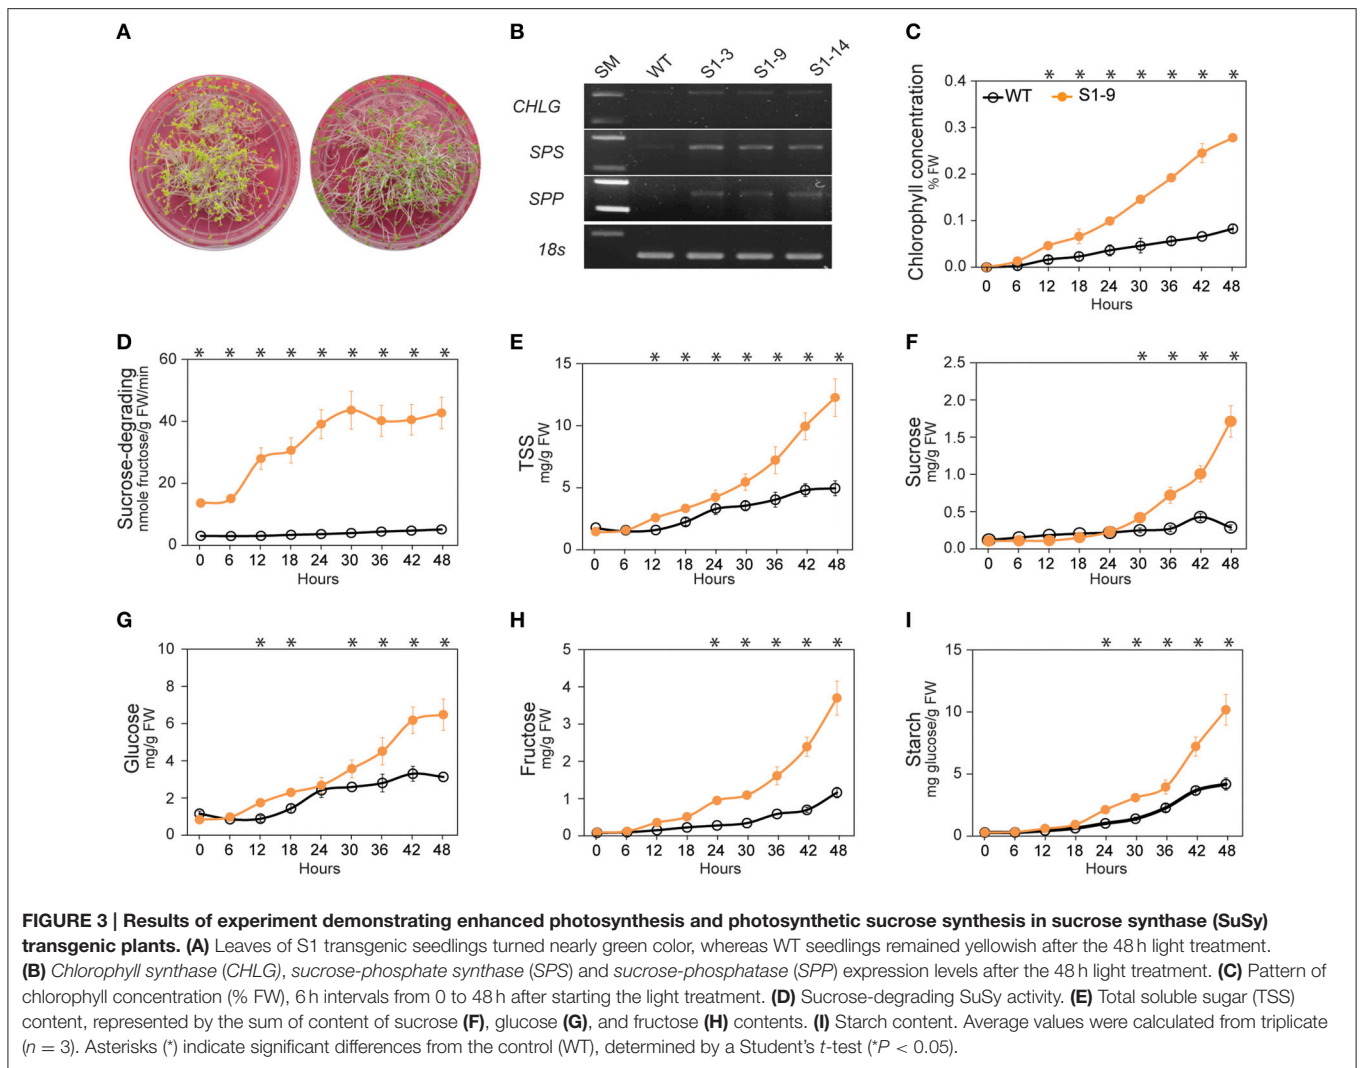 A
B
SM WT S1-3 S1-9 S1-14
CHLG
SPS
SPP
18s
C
* * * * * * *
Chlorophyll concentration
% FW
WT S1-9
0.4
0.3
0.2
0.1
0.0
0 6 12 18 24 30 36 42 48
Hours
D
* * * * * * * * *
Sucrose-degrading
nmole fructose/g FW/min
60
40
20
0
0 6 12 18 24 30 36 42 48
Hours
E
* * * * * * *
TSS
mg/g FW
15
10
5
0
0 6 12 18 24 30 36 42 48
Hours
F
* * * *
Sucrose
mg/g FW
2.5
2.0
1.5
1.0
0.5
0.0
0 6 12 18 24 30 36 42 48
Hours
G
* * * * * *
Glucose
mg/g FW
10
8
6
4
2
0
0 6 12 18 24 30 36 42 48
Hours
H
* * * * *
Fructose
mg/g FW
5
4
3
2
1
0
0 6 12 18 24 30 36 42 48
Hours
I
* * * * *
Starch
mg glucose/g FW
15
10
5
0
0 6 12 18 24 30 36 42 48
Hours
FIGURE 3 | Results of experiment demonstrating enhanced photosynthesis and photosynthetic sucrose synthesis in sucrose synthase (SuSy)
transgenic plants. (A) Leaves of S1 transgenic seedlings turned nearly green color, whereas WT seedlings remained yellowish after the 48 h light treatment.
(B) Chlorophyll synthase (CHLG), sucrose-phosphate synthase (SPS) and sucrose-phosphatase (SPP) expression levels after the 48 h light treatment. (C) Pattern of
chlorophyll concentration (% FW), 6 h intervals from 0 to 48 h after starting the light treatment. (D) Sucrose-degrading SuSy activity. (E) Total soluble sugar (TSS)
content, represented by the sum of content of sucrose (F), glucose (G), and fructose (H) contents. (I) Starch content. Average values were calculated from triplicate
(n = 3). Asterisks (*) indicate significant differences from the control (WT), determined by a Student's t-test (*P < 0.05).